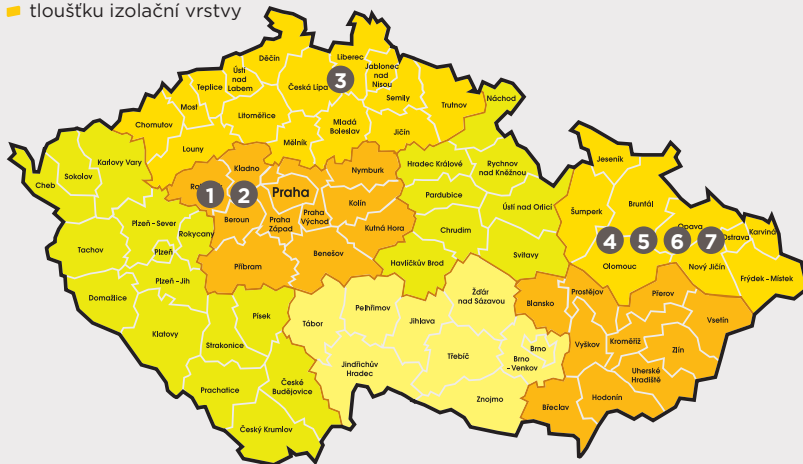 tloušťku izolační vrstvy
Děčín
Liberec
Ústí
nad
Labem
Jablonec
nad
Nisou
Teplice
Česká Lípa
3
Semily
Trutnov
Náchod
Most
Chomutov
Litoměřice
Mladá
Boleslav
Jičín
Louny
Mělník
Karlovy Vary
Sokolov
Cheb
Kladno
Nymburk
Hradec Králové
Rychnov
nad Kněžnou
Jeseník
1
2
Praha
Kolín
Pardubice
Ústí nad Orlicí
Šumperk
Bruntál
Plzeň – Sever
Rokycany
Beroun
Praha
Západ
Praha
Východ
Kutná Hora
Chrudim
Opava
Ostrava
Karviná
4
5
6
7
Tachov
Plzeň
Benešov
Havlíčkův Brod
Svitavy
Olomouc
Nový Jičín
Frýdek – Místek
Příbram
Plzeň – Jih
Domažlice
Klatovy
Písek
Strakonice
Tábor
Pelhřimov
Jihlava
Žďár
nad Sázavou
Blansko
Prostějov
Přerov
Vsetín
Vyškov
Kroměříž
Zlín
Brno
Brno
– Venkov
Třebíč
Jindřichův
Hradec
Uherské
Hradiště
Prachatice
České
Budějovice
Znojmo
Břeclav
Hodonín
Český Krumlov